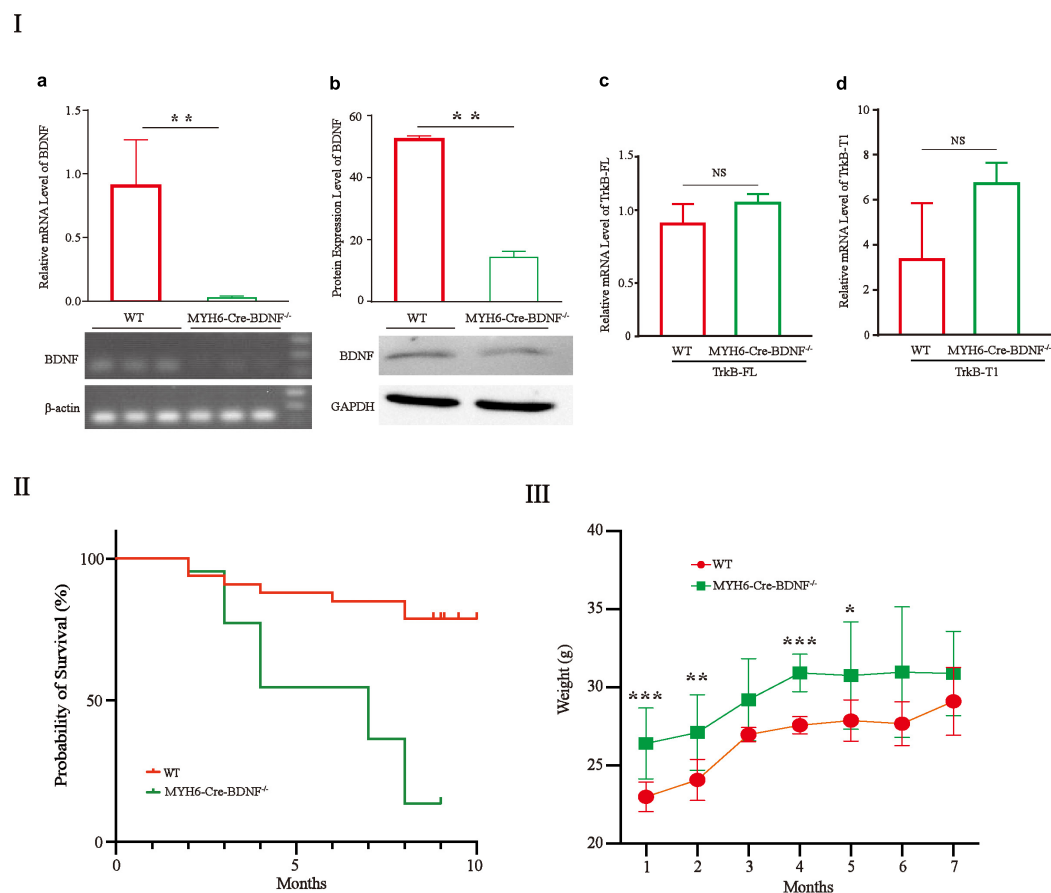 I
a
Relative mRNA Level of BDNF
1.5
1.0
0.5
0.0
* *
WT
MYH6-Cre-BDNF-/-
BDNF
β-actin
b
Protein Expression Level of BDNF
60
40
20
0
* *
WT
MYH6-Cre-BDNF-/-
BDNF
GAPDH
c
Relative mRNA Level of TrkB-FL
1.5
1.0
0.5
0
NS
WT
MYH6-Cre-BDNF-/-
TrkB-FL
d
Relative mRNA Level of TrkB-T1
10
8
6
4
2
0
NS
WT
MYH6-Cre-BDNF-/-
TrkB-T1
II
Probability of Survival (%)
100
50
0
WT
MYH6-Cre-BDNF-/-
0
5
10
Months
III
Weight (g)
40
35
30
25
20
WT
MYH6-Cre-BDNF-/-
***
**
***
*
1
2
3
4
5
6
7
Months